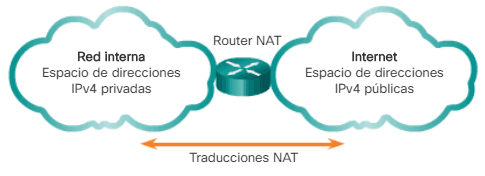 Red interna
Espacio de direcciones
IPv4 privadas
Router NAT
Internet
Espacio de direcciones
IPv4 públicas
Traducciones NAT